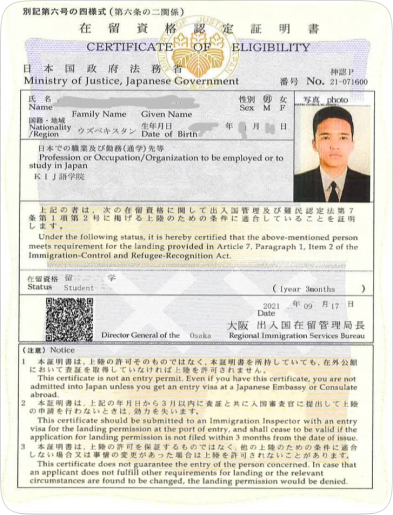 別記第六号の四様式(第六条の二関係)
在留資格認定証明書
CERTIFICATE OF ELIGIBILITY
日本国政府法務省
Ministry of Justice, Japanese Government
神認P
番号 No. 21-071600
氏名
Name
Family Name Given Name
性別 男 女
Sex M F
写真 photo
国籍・地域
Nationality / Region ウズベキスタン
生年月日 年 月 日
Date of Birth
日本での職業及び勤務(通学)先等
Profession or Occupation/Organization to be employed or to study in Japan
KIJ語学院
上記の者は、次の在留資格に関して出入国管理及び難民認定法第7
条第1項第2号に掲げる上陸のための条件に適合していることを証明
します。
Under the following status, it is hereby certified that the above-mentioned person
meets requirement for the landing provided in Article 7, Paragraph 1, Item 2 of the
Immigration-Control and Refugee-Recognition Act.
在留資格 留 学
Status Student
(1year 3months )
2021 年 09 月 17 日
Date
大阪 出入国在留管理局長
Director General of the Osaka Regional Immigration Services Bureau
(注意) Notice
1 本証明書は、上陸の許可そのものではなく、本証明書を所持していても、在外公館
において査証を取得していなければ上陸を許可されません。
This certificate is not an entry permit. Even if you have this certificate, you are not
admitted into Japan unless you get an entry visa at a Japanese Embassy or Consulate
abroad.
2 本証明書は、上記の年月日から3月以内に査証と共に入国審査官に提出して上陸
の申請を行わないときは、効力を失います。
This certificate should be submitted to an Immigration Inspector with an entry
visa for the landing permission at the port of entry, and shall cease to be valid if the
application for landing permission is not filed within 3 months from the date of issue.
3 本証明書は、上陸の許可を保証するものではなく、他の上陸のための条件に適合
しない場合又は事情の変更があった場合は上陸を許可されないことがあります。
This certificate does not guarantee the entry of the person concerned. In case that
an applicant does not fulfill other requirements for landing or the relevant
circumstances are found to be changed, the landing permission would be denied.